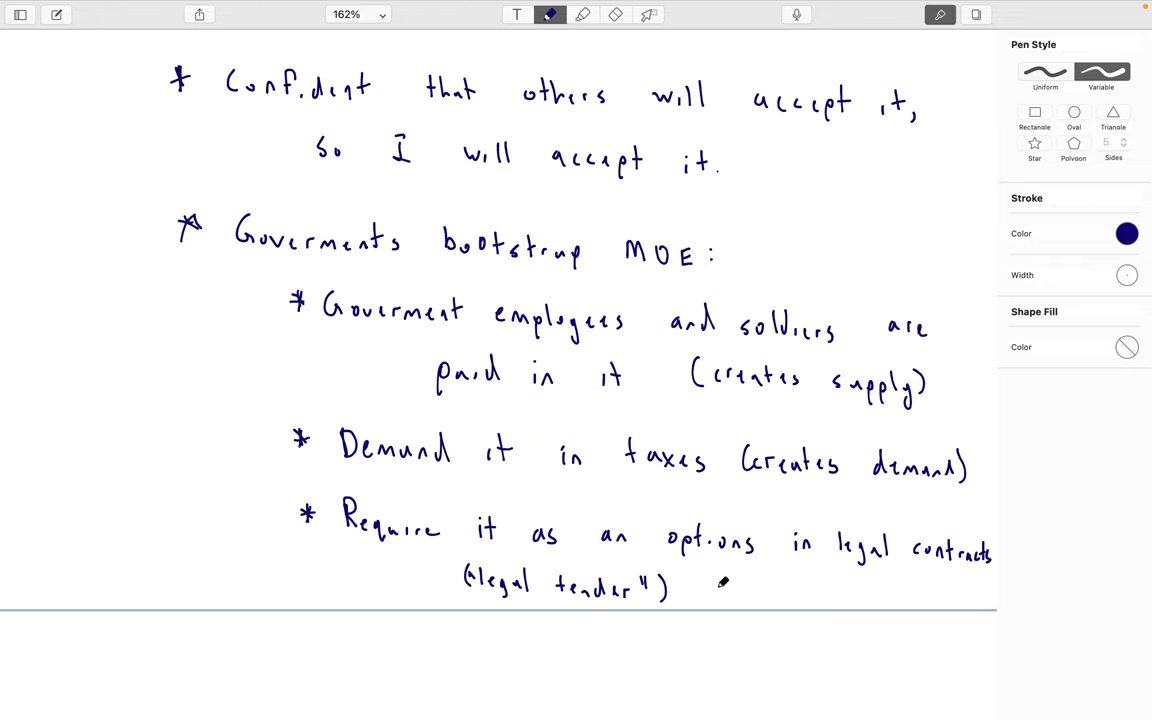 162%
T
Pen Style
Uniform
Variable
Rectangle
Oval
Triangle
Star
Polygon
5
Sides
Stroke
Color
Width
Shape Fill
Color
* Confident that others will accept it,
so I will accept it.
* Goverments bootstrap MOE:
* Goverment employees and soldiers are
paid in it (creates supply)
* Demand it in taxes (creates demand)
* Require it as an options in legal contracts
("legal tender")